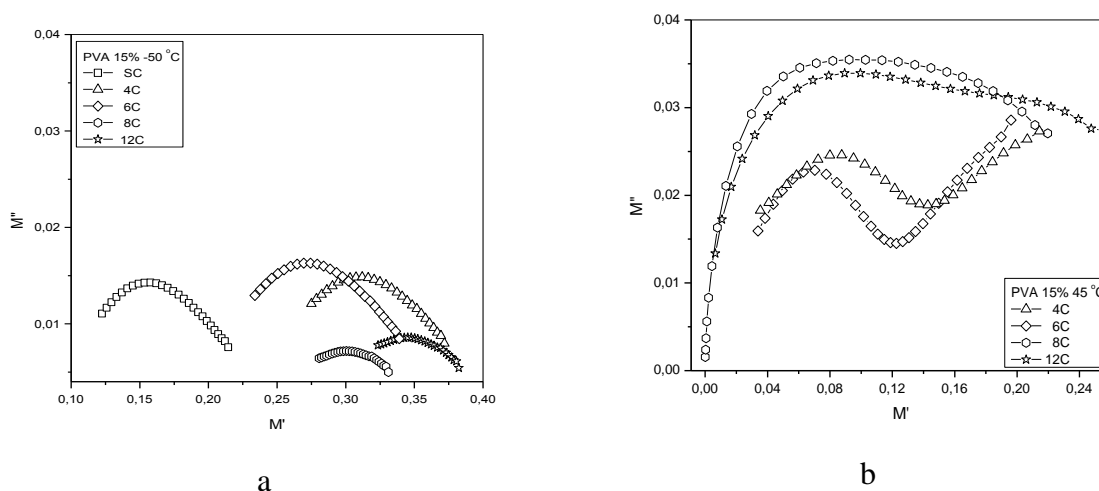 0,04
0,03
0,02
0,01
M"
PVA 15% -50 °C
SC
4C
6C
8C
12C
0,10
0,15
0,20
0,25
0,30
0,35
0,40
M'
a
0,04
0,03
0,02
0,01
0,00
M"
PVA 15% 45 °C
4C
6C
8C
12C
0,00
0,04
0,08
0,12
0,16
0,20
0,24
M'
b